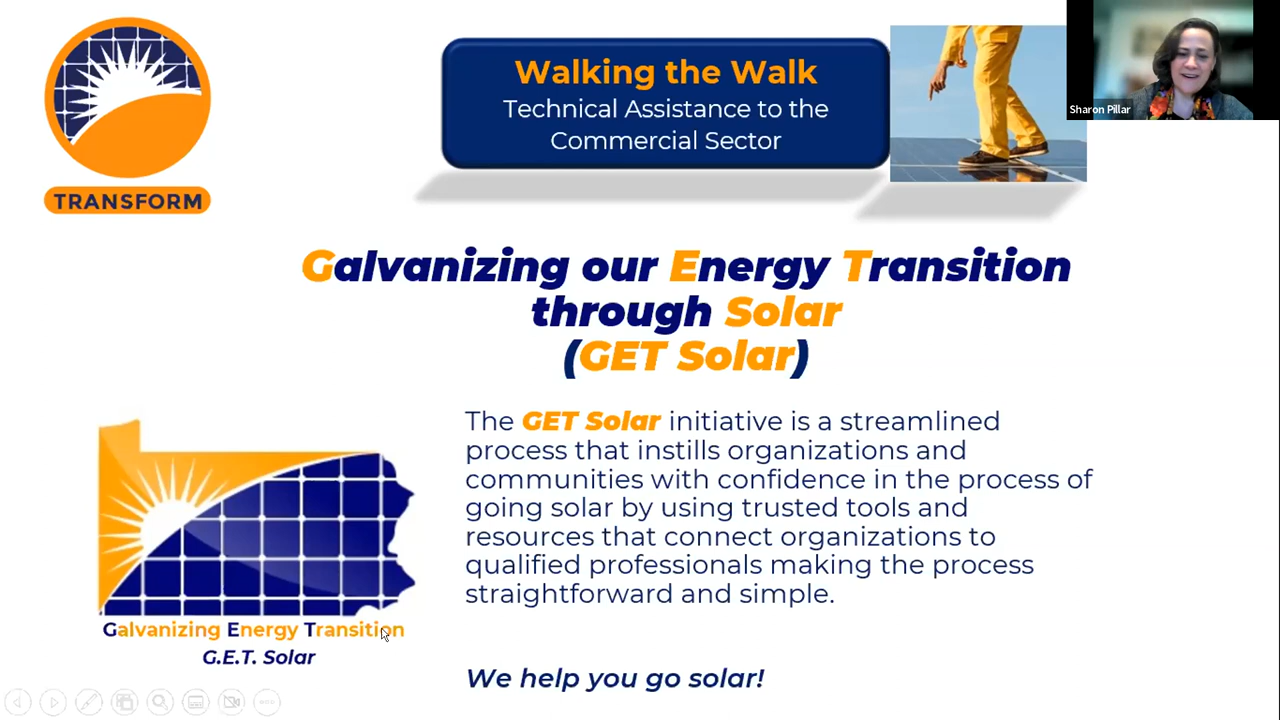 TRANSFORM
Walking the Walk
Technical Assistance to the
Commercial Sector
Sharon Pillar
Galvanizing our Energy Transition
through Solar
(GET Solar)
The GET Solar initiative is a streamlined
process that instills organizations and
communities with confidence in the process of
going solar by using trusted tools and
resources that connect organizations to
qualified professionals making the process
straightforward and simple.
Galvanizing Energy Transition
G.E.T. Solar
We help you go solar!